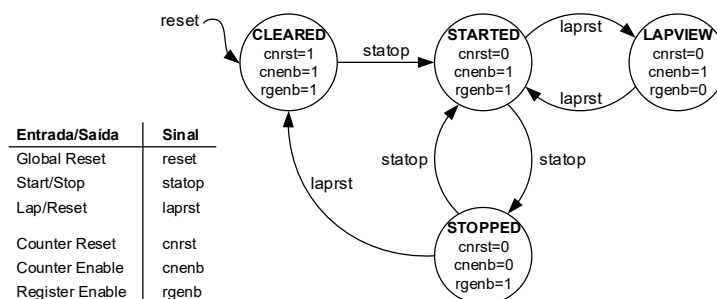 reset
CLEARED
cnrst=1
cnenb=1
rgenb=1
statop
STARTED
cnrst=0
cnenb=1
rgenb=1
laprst
LAPVIEW
cnrst=0
cnenb=1
rgenb=0
laprst
statop
statop
laprst
STOPPED
cnrst=0
cnenb=0
rgenb=1
Entrada/Saída Sinal
Global Reset reset
Start/Stop statop
Lap/Reset laprst
Counter Reset cnrst
Counter Enable cnenb
Register Enable rgenb